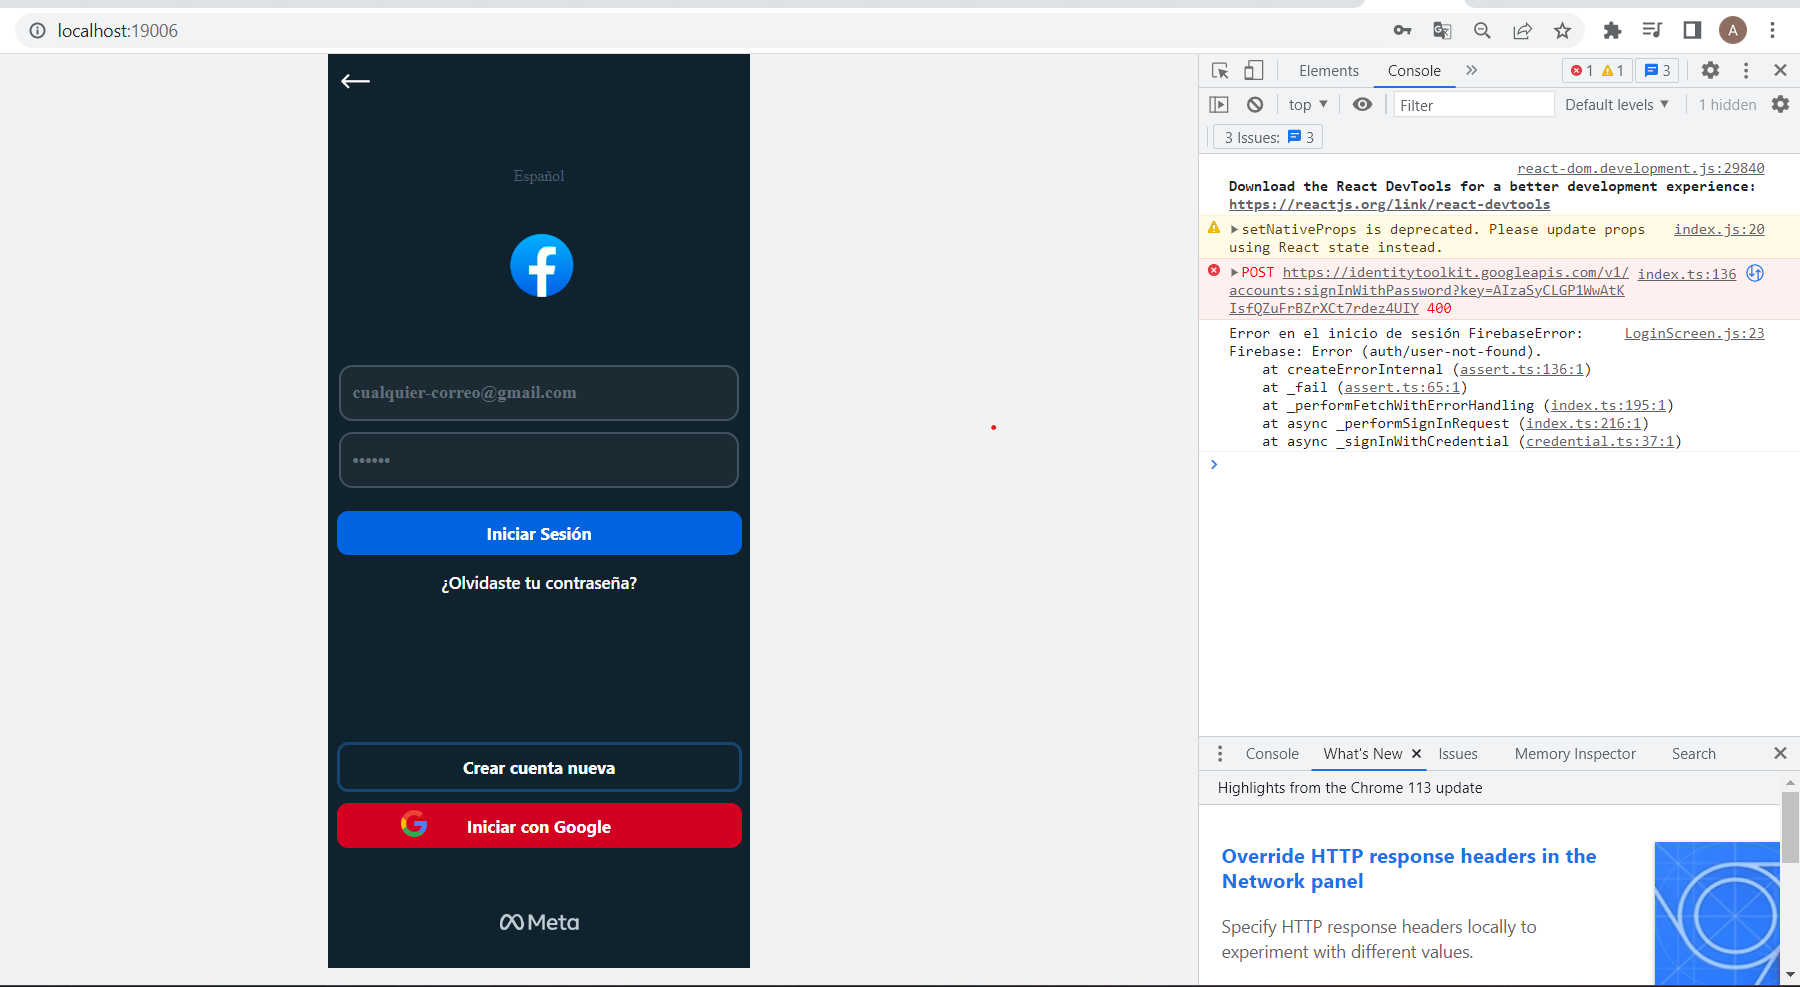 localhost:19006
A
Español
cualquier-correo@gmail.com
••••••
Iniciar Sesión
¿Olvidaste tu contraseña?
Crear cuenta nueva
Iniciar con Google
Meta
Elements Console 1 1 3
top Filter Default levels 1 hidden
3 Issues: 3
react-dom.development.js:29840
Download the React DevTools for a better development experience:
https://reactjs.org/link/react-devtools
setNativeProps is deprecated. Please update props index.js:20
using React state instead.
POST https://identitytoolkit.googleapis.com/v1/ index.ts:136
accounts:signInWithPassword?key=AIzaSyCLGP1WwAtK
IsfQZuFrBZrXCt7rdez4UIY 400
Error en el inicio de sesión FirebaseError: LoginScreen.js:23
Firebase: Error (auth/user-not-found).
at createErrorInternal (assert.ts:136:1)
at _fail (assert.ts:65:1)
at _performFetchWithErrorHandling (index.ts:195:1)
at async _performSignInRequest (index.ts:216:1)
at async _signInWithCredential (credential.ts:37:1)
Console What's New Issues Memory Inspector Search
Highlights from the Chrome 113 update
Override HTTP response headers in the
Network panel
Specify HTTP response headers locally to
experiment with different values.